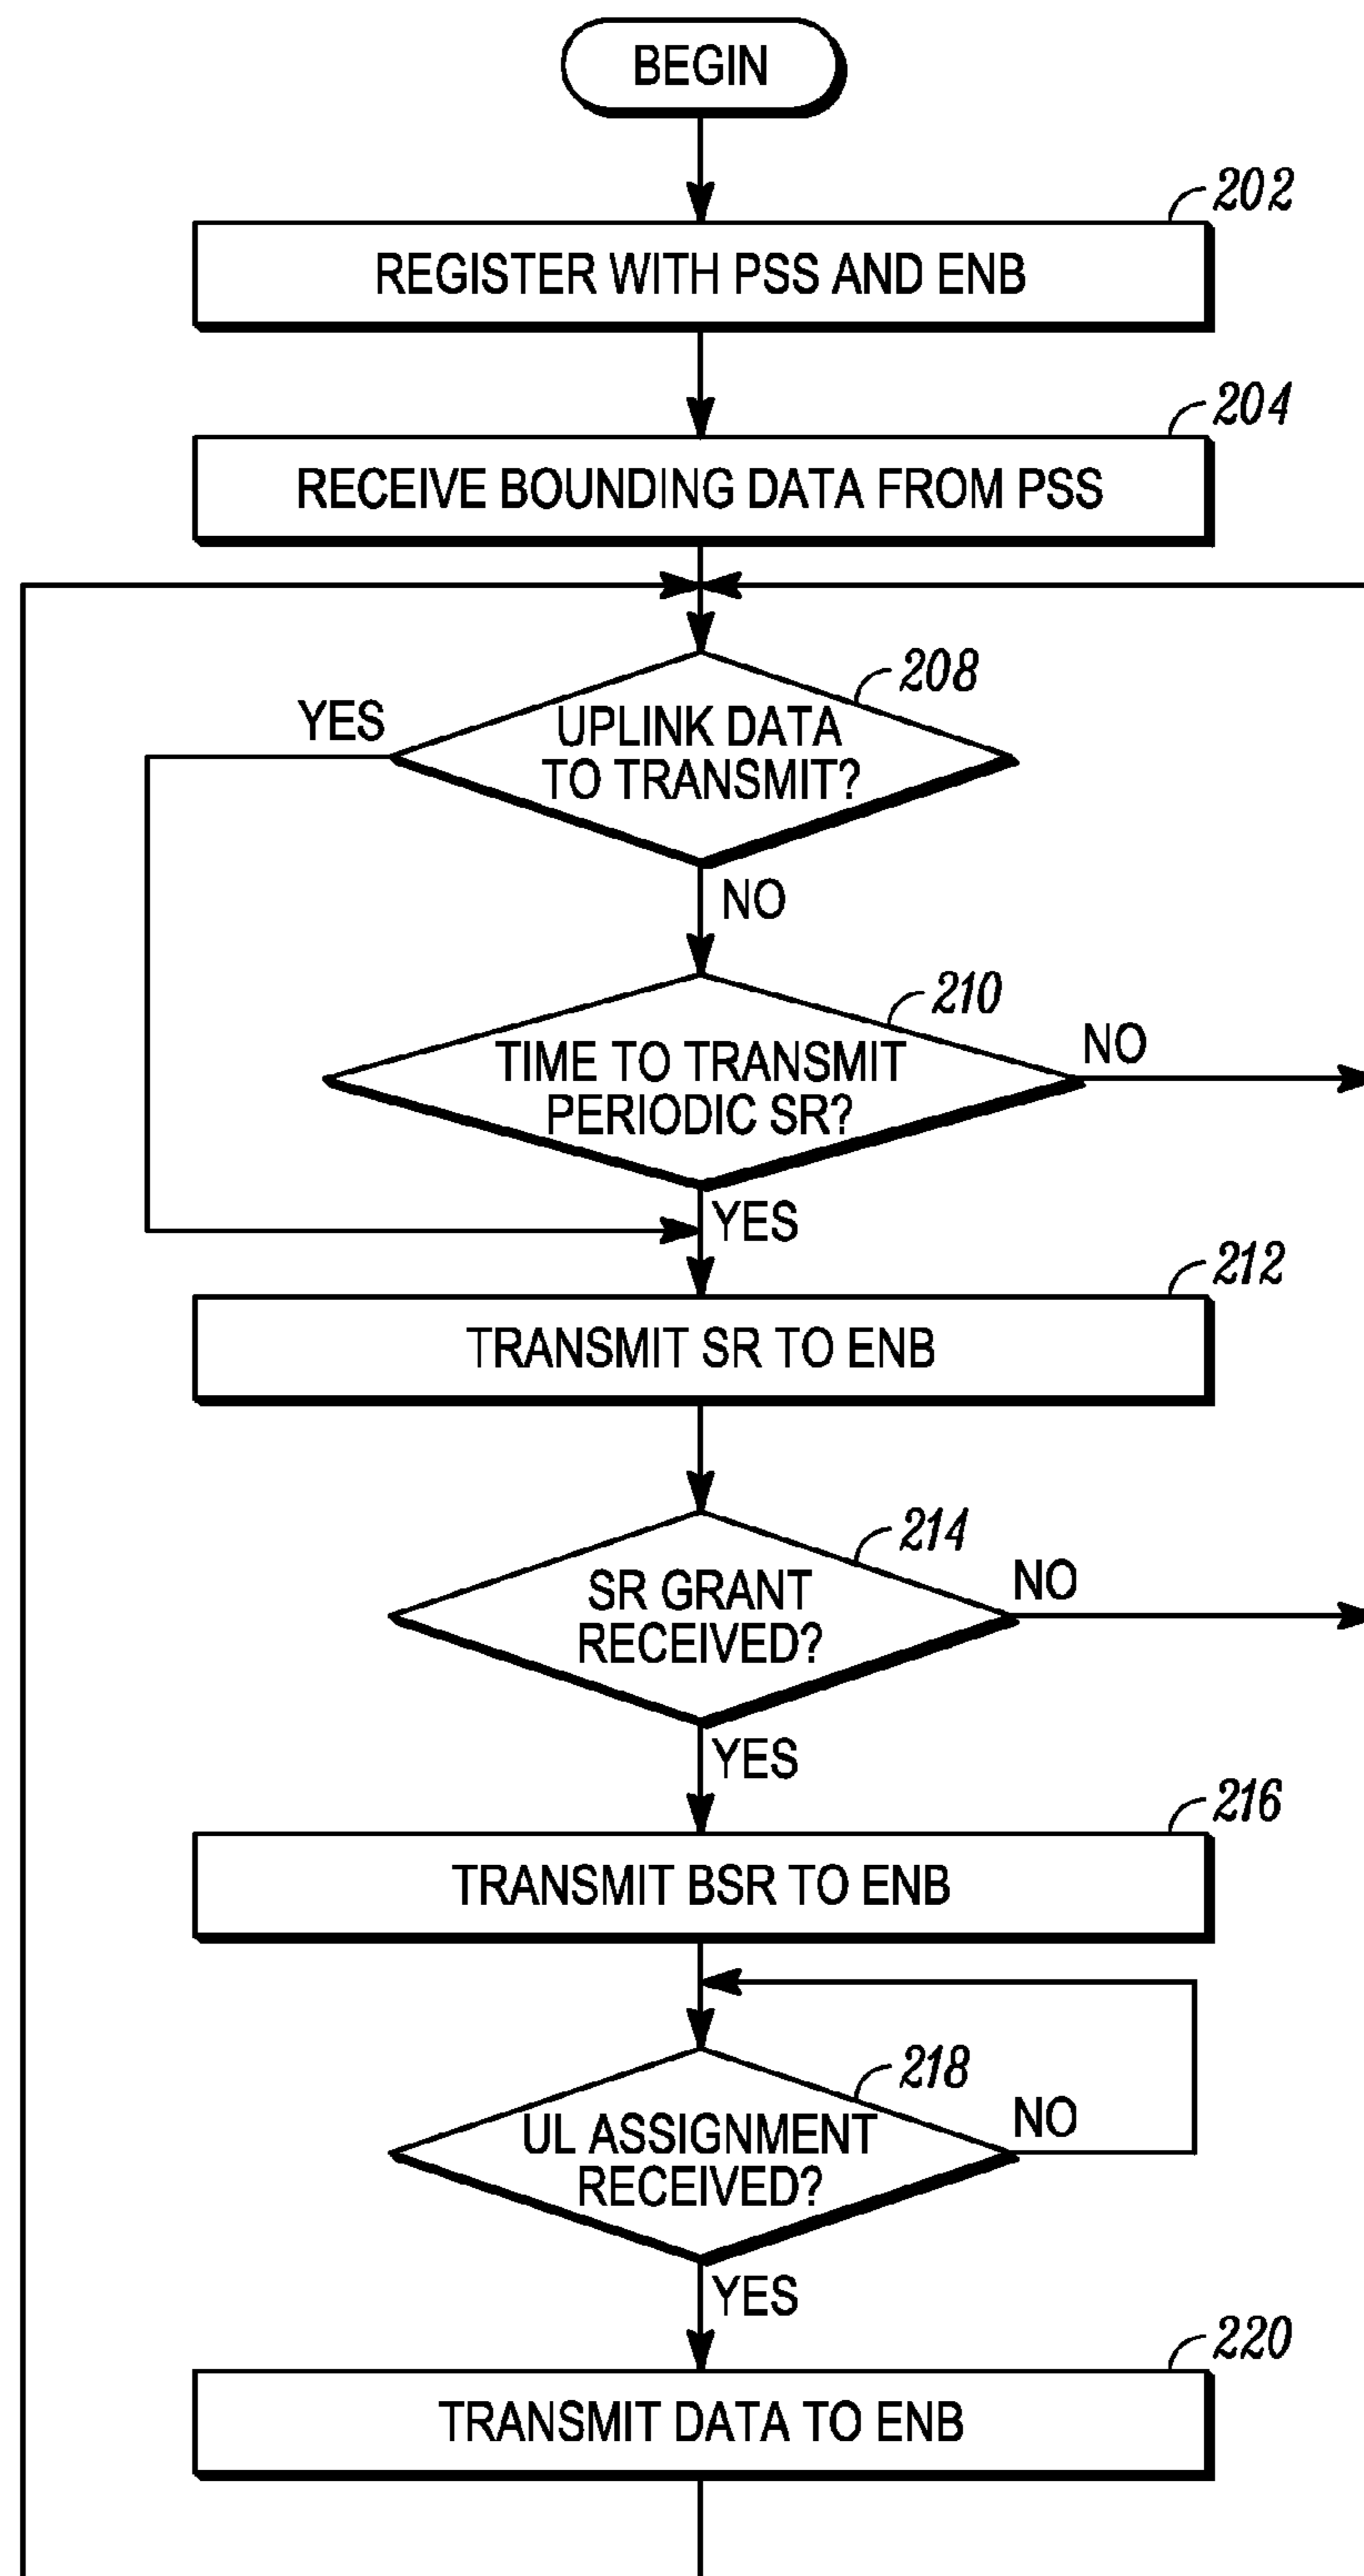 BEGIN
202
REGISTER WITH PSS AND ENB
204
RECEIVE BOUNDING DATA FROM PSS
208
YES
UPLINK DATA
TO TRANSMIT?
NO
210
NO
TIME TO TRANSMIT
PERIODIC SR?
YES
212
TRANSMIT SR TO ENB
214
NO
SR GRANT
RECEIVED?
YES
216
TRANSMIT BSR TO ENB
218
NO
UL ASSIGNMENT
RECEIVED?
YES
220
TRANSMIT DATA TO ENB